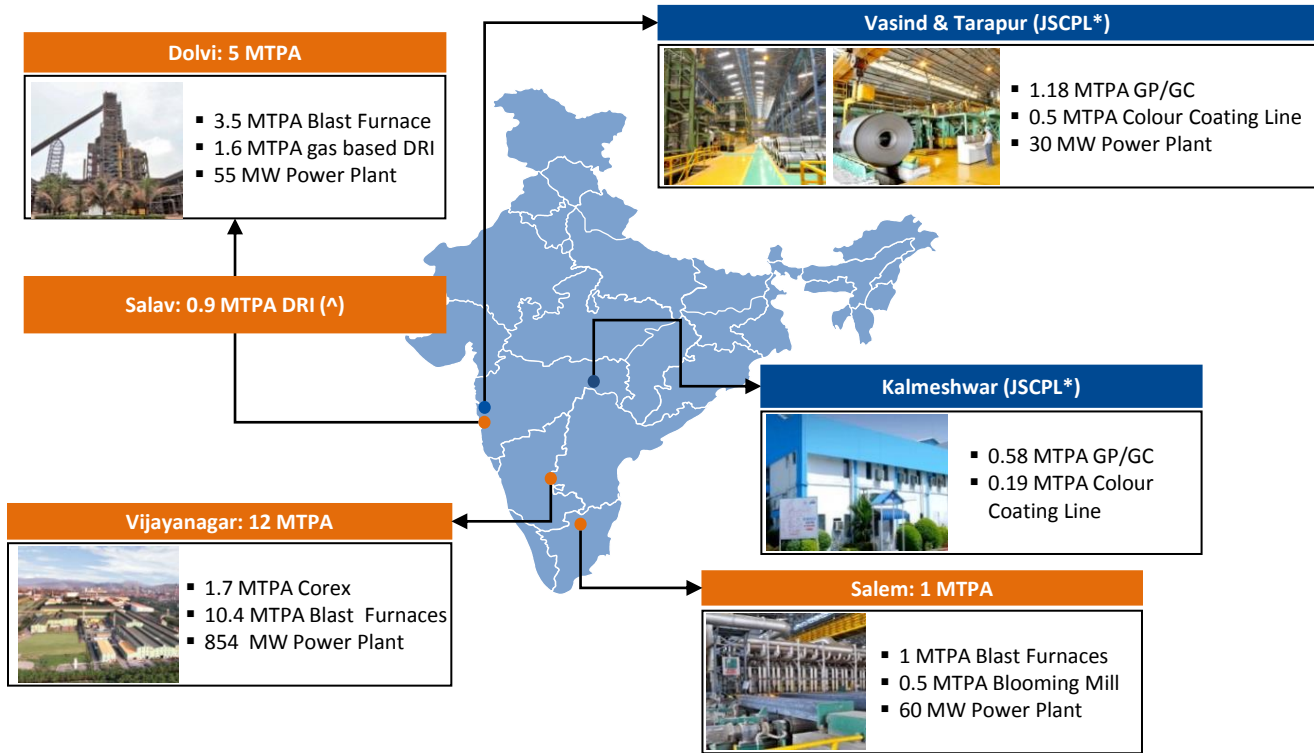 Dolvi: 5 MTPA
▪ 3.5 MTPA Blast Furnace
▪ 1.6 MTPA gas based DRI
▪ 55 MW Power Plant
Vasind & Tarapur (JSCPL*)
▪ 1.18 MTPA GP/GC
▪ 0.5 MTPA Colour Coating Line
▪ 30 MW Power Plant
Salav: 0.9 MTPA DRI (^)
Kalmeshwar (JSCPL*)
▪ 0.58 MTPA GP/GC
▪ 0.19 MTPA Colour
Coating Line
Vijayanagar: 12 MTPA
▪ 1.7 MTPA Corex
▪ 10.4 MTPA Blast Furnaces
▪ 854 MW Power Plant
Salem: 1 MTPA
▪ 1 MTPA Blast Furnaces
▪ 0.5 MTPA Blooming Mill
▪ 60 MW Power Plant